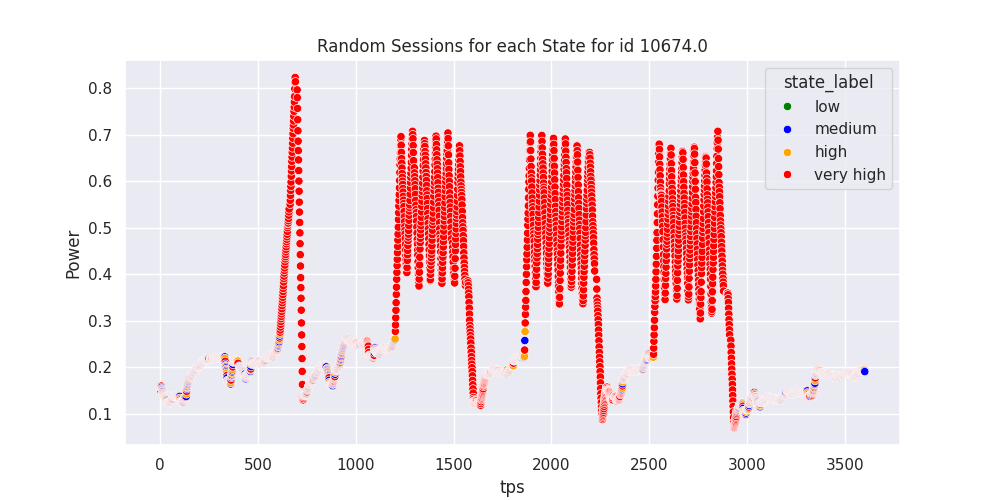 Random Sessions for each State for id 10674.0
state_label
low
medium
high
very high
Power
0.8
0.7
0.6
0.5
0.4
0.3
0.2
0.1
0 500 1000 1500 2000 2500 3000 3500
tps